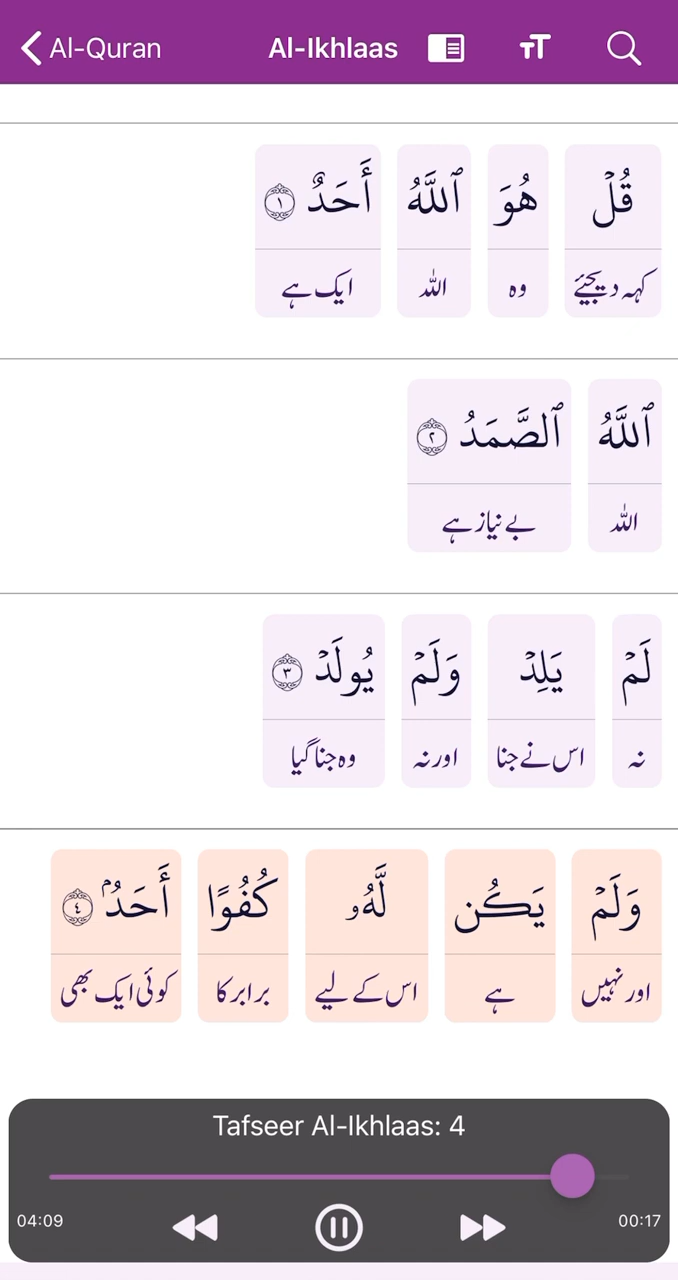 Al-Quran Al-Ikhlaas TT
قُلۡ هُوَ ٱللَّهُ أَحَدٌ ١
کہہ دیجیئے وہ اللہ ایک ہے
ٱللَّهُ ٱلصَّمَدُ ٢
اللہ بے نیاز ہے
لَمۡ يَلِدۡ وَلَمۡ يُولَدۡ ٣
نہ اس نے جنا اور نہ وہ جنا گیا
وَلَمۡ يَكُن لَّهُۥ كُفُوًا أَحَدُۢ ٤
اور نہیں ہے اس کے لیے برابر کا کوئی ایک بھی
Tafseer Al-Ikhlaas: 4
04:09 00:17